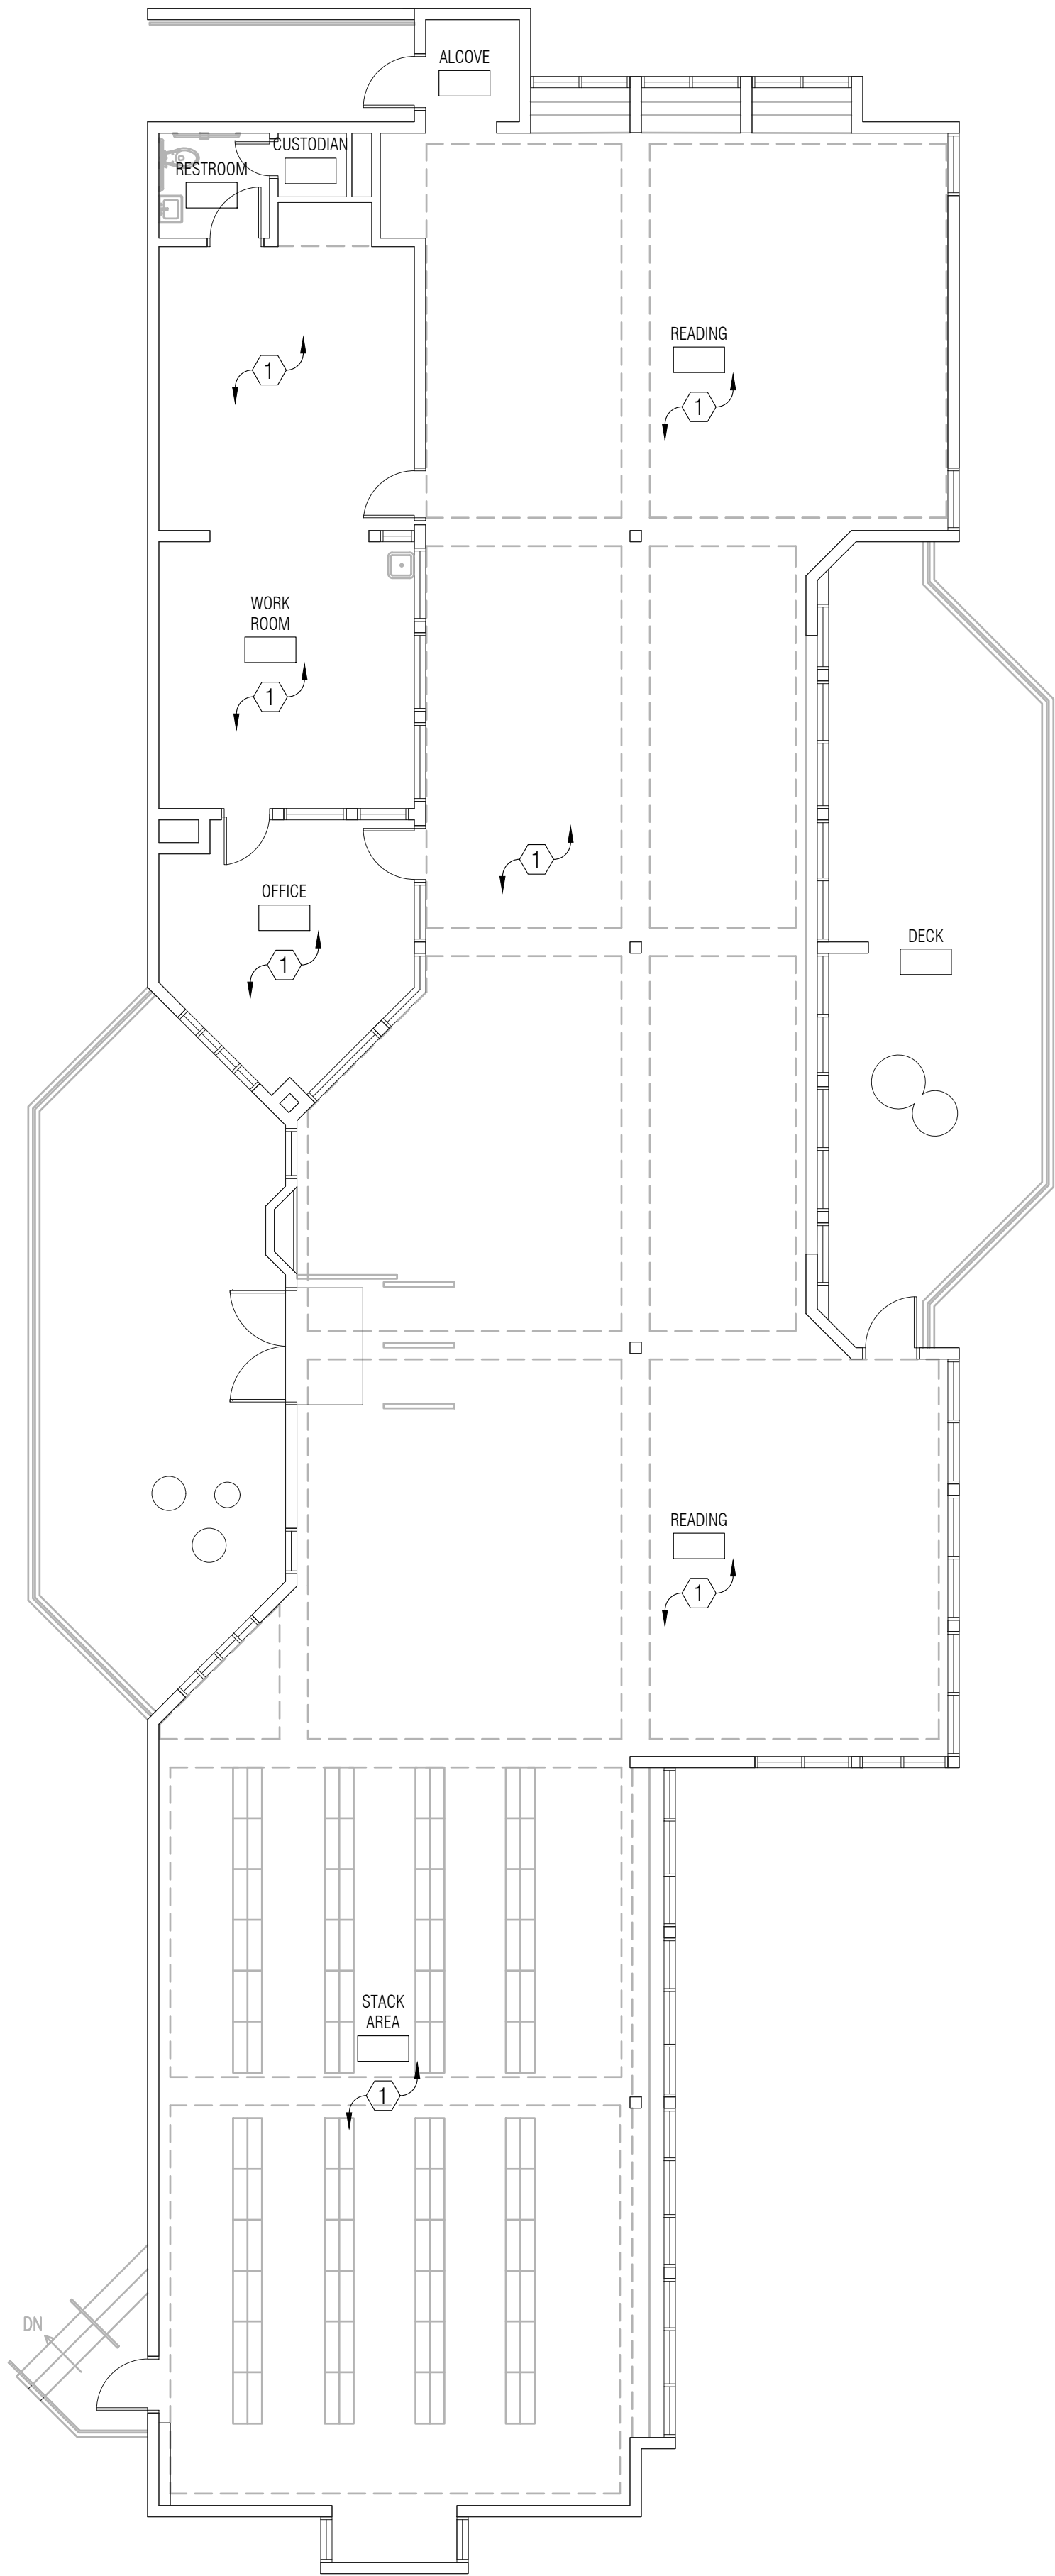 ALCOVE
CUSTODIAN
RESTROOM
READING
1
1
WORK
ROOM
1
1
OFFICE
1
DECK
READING
1
STACK
AREA
1
DN